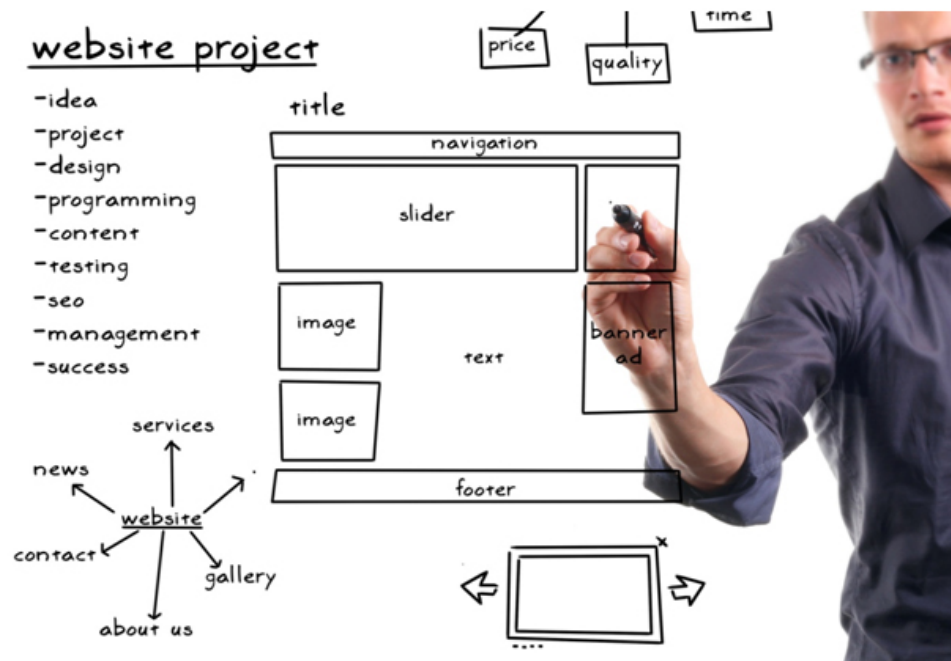 website project
-idea
-project
-design
-programming
-content
-testing
-seo
-management
-success
price
quality
time
title
navigation
slider
image
text
banner
ad
image
footer
services
news
website
contact
gallery
about us